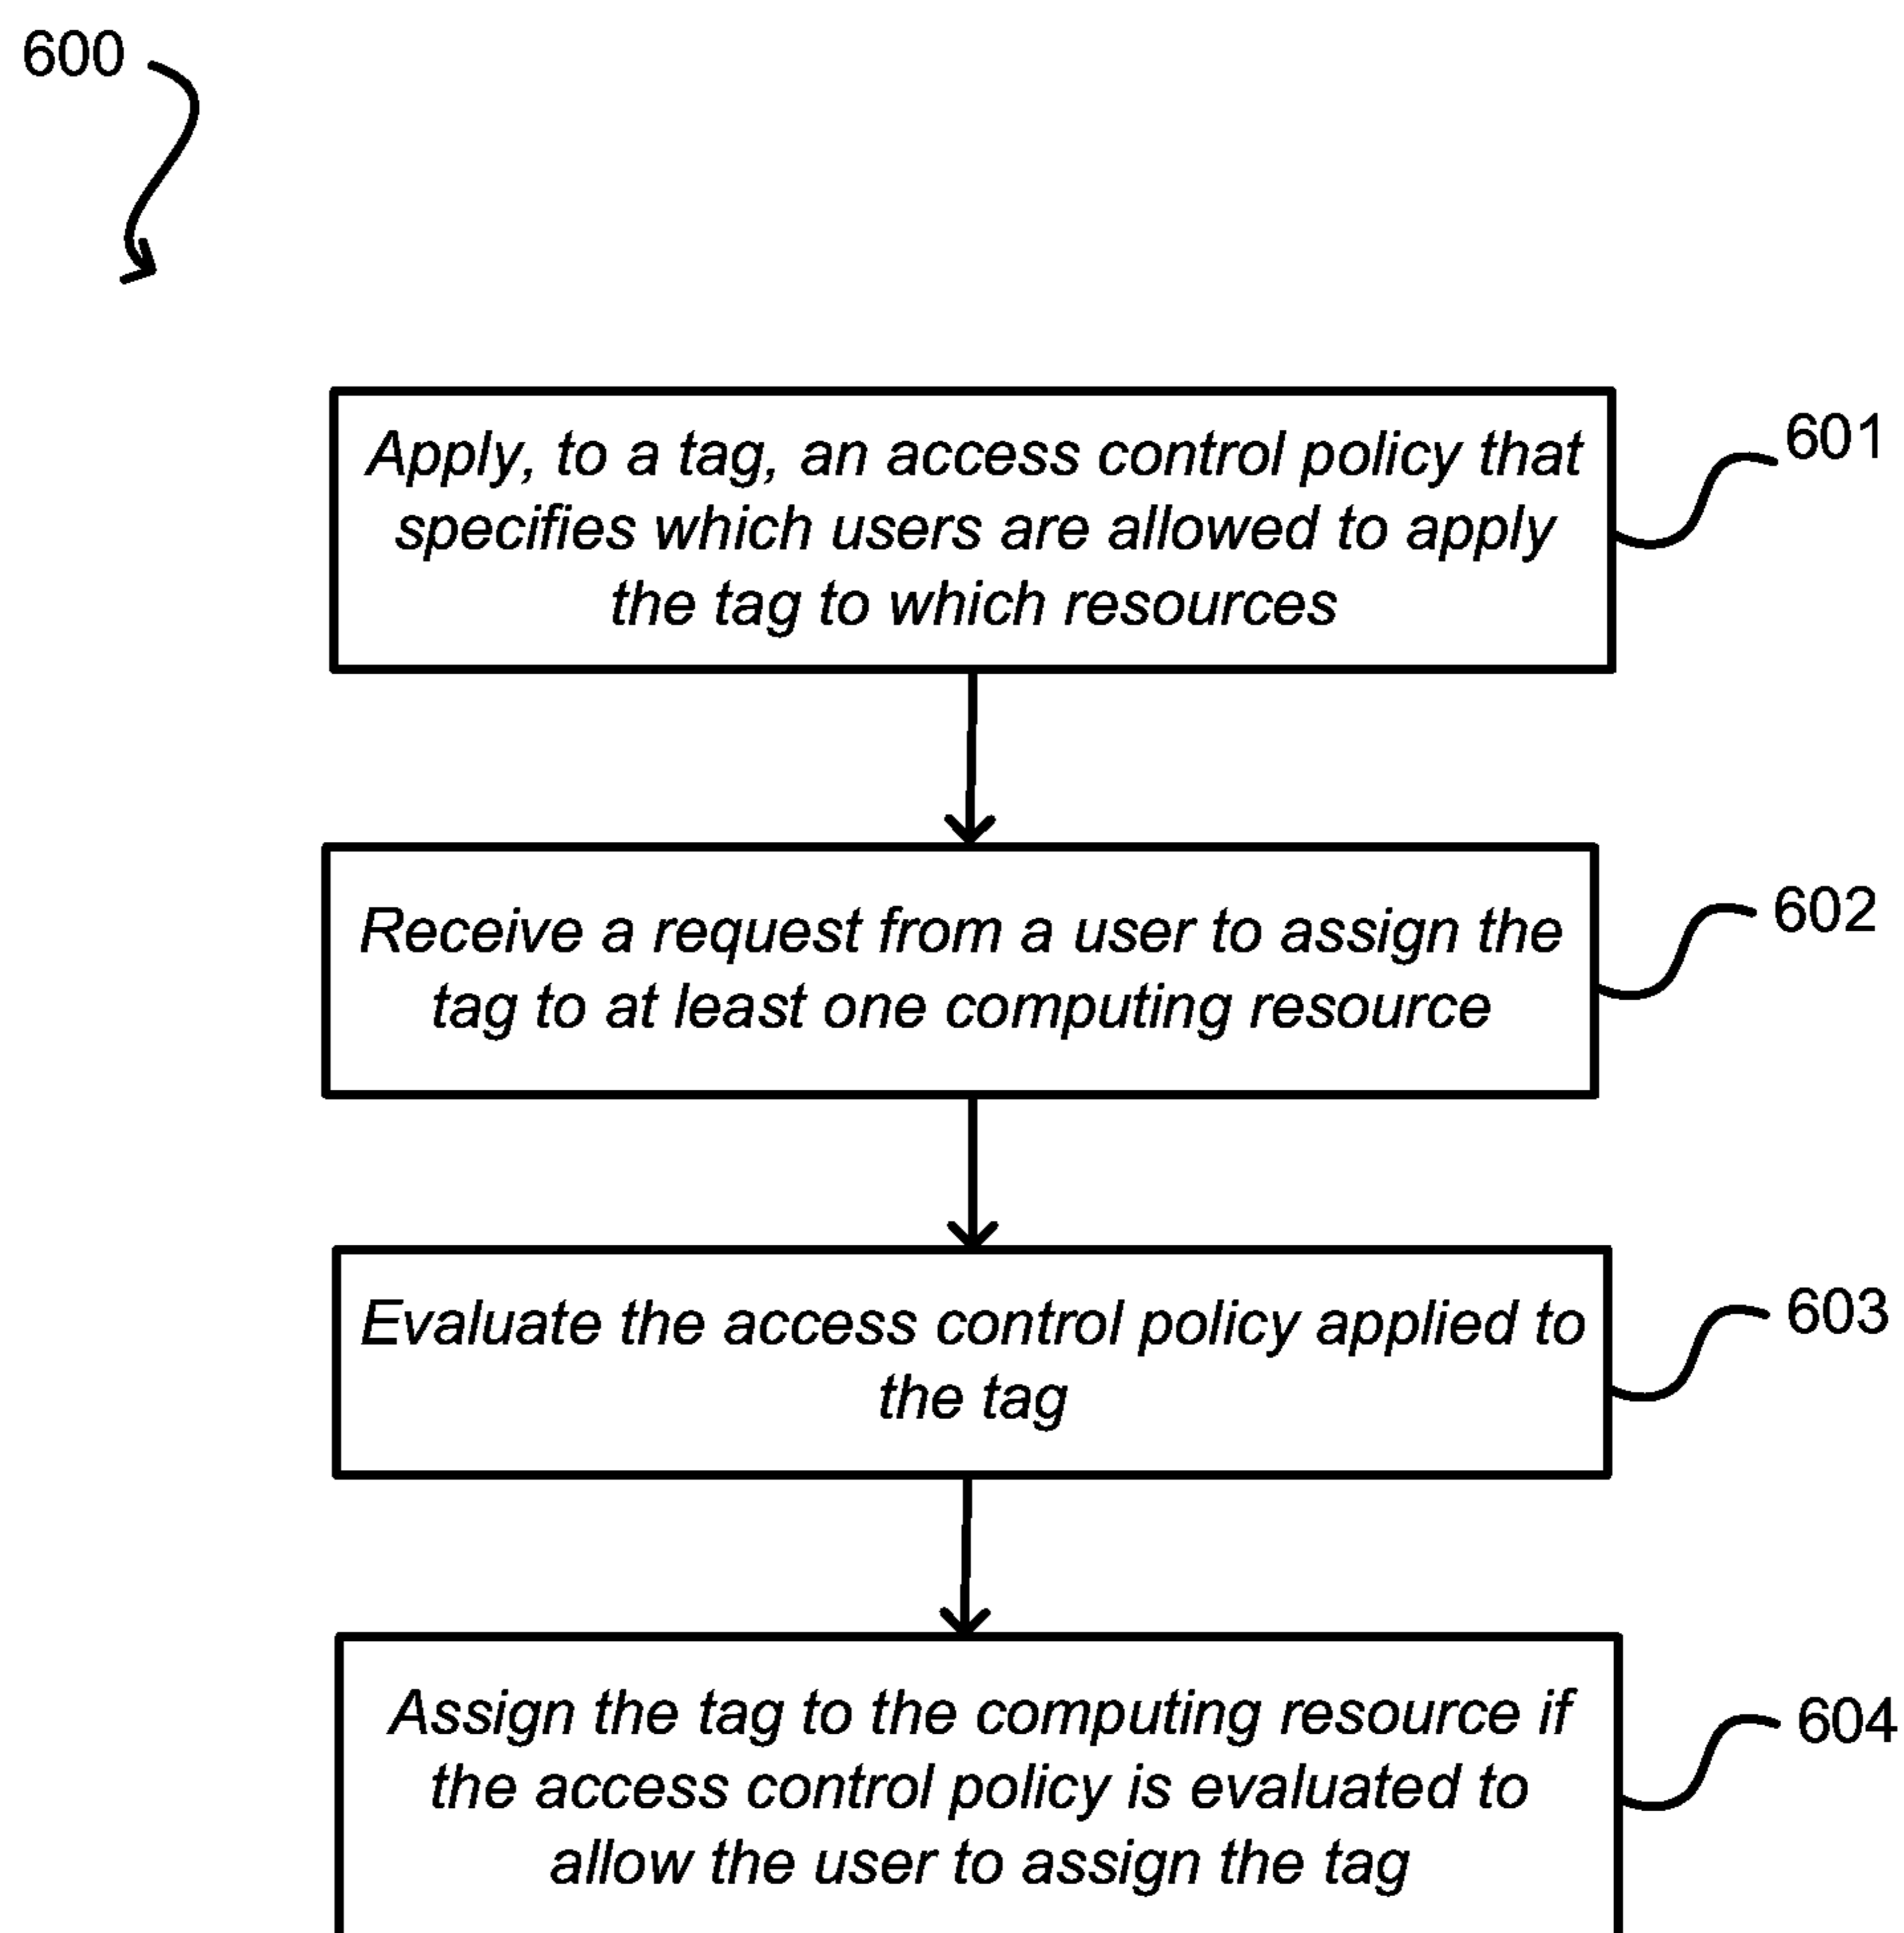 600
Apply, to a tag, an access control policy that
specifies which users are allowed to apply
the tag to which resources
601
Receive a request from a user to assign the
tag to at least one computing resource
602
Evaluate the access control policy applied to
the tag
603
Assign the tag to the computing resource if
the access control policy is evaluated to
allow the user to assign the tag
604